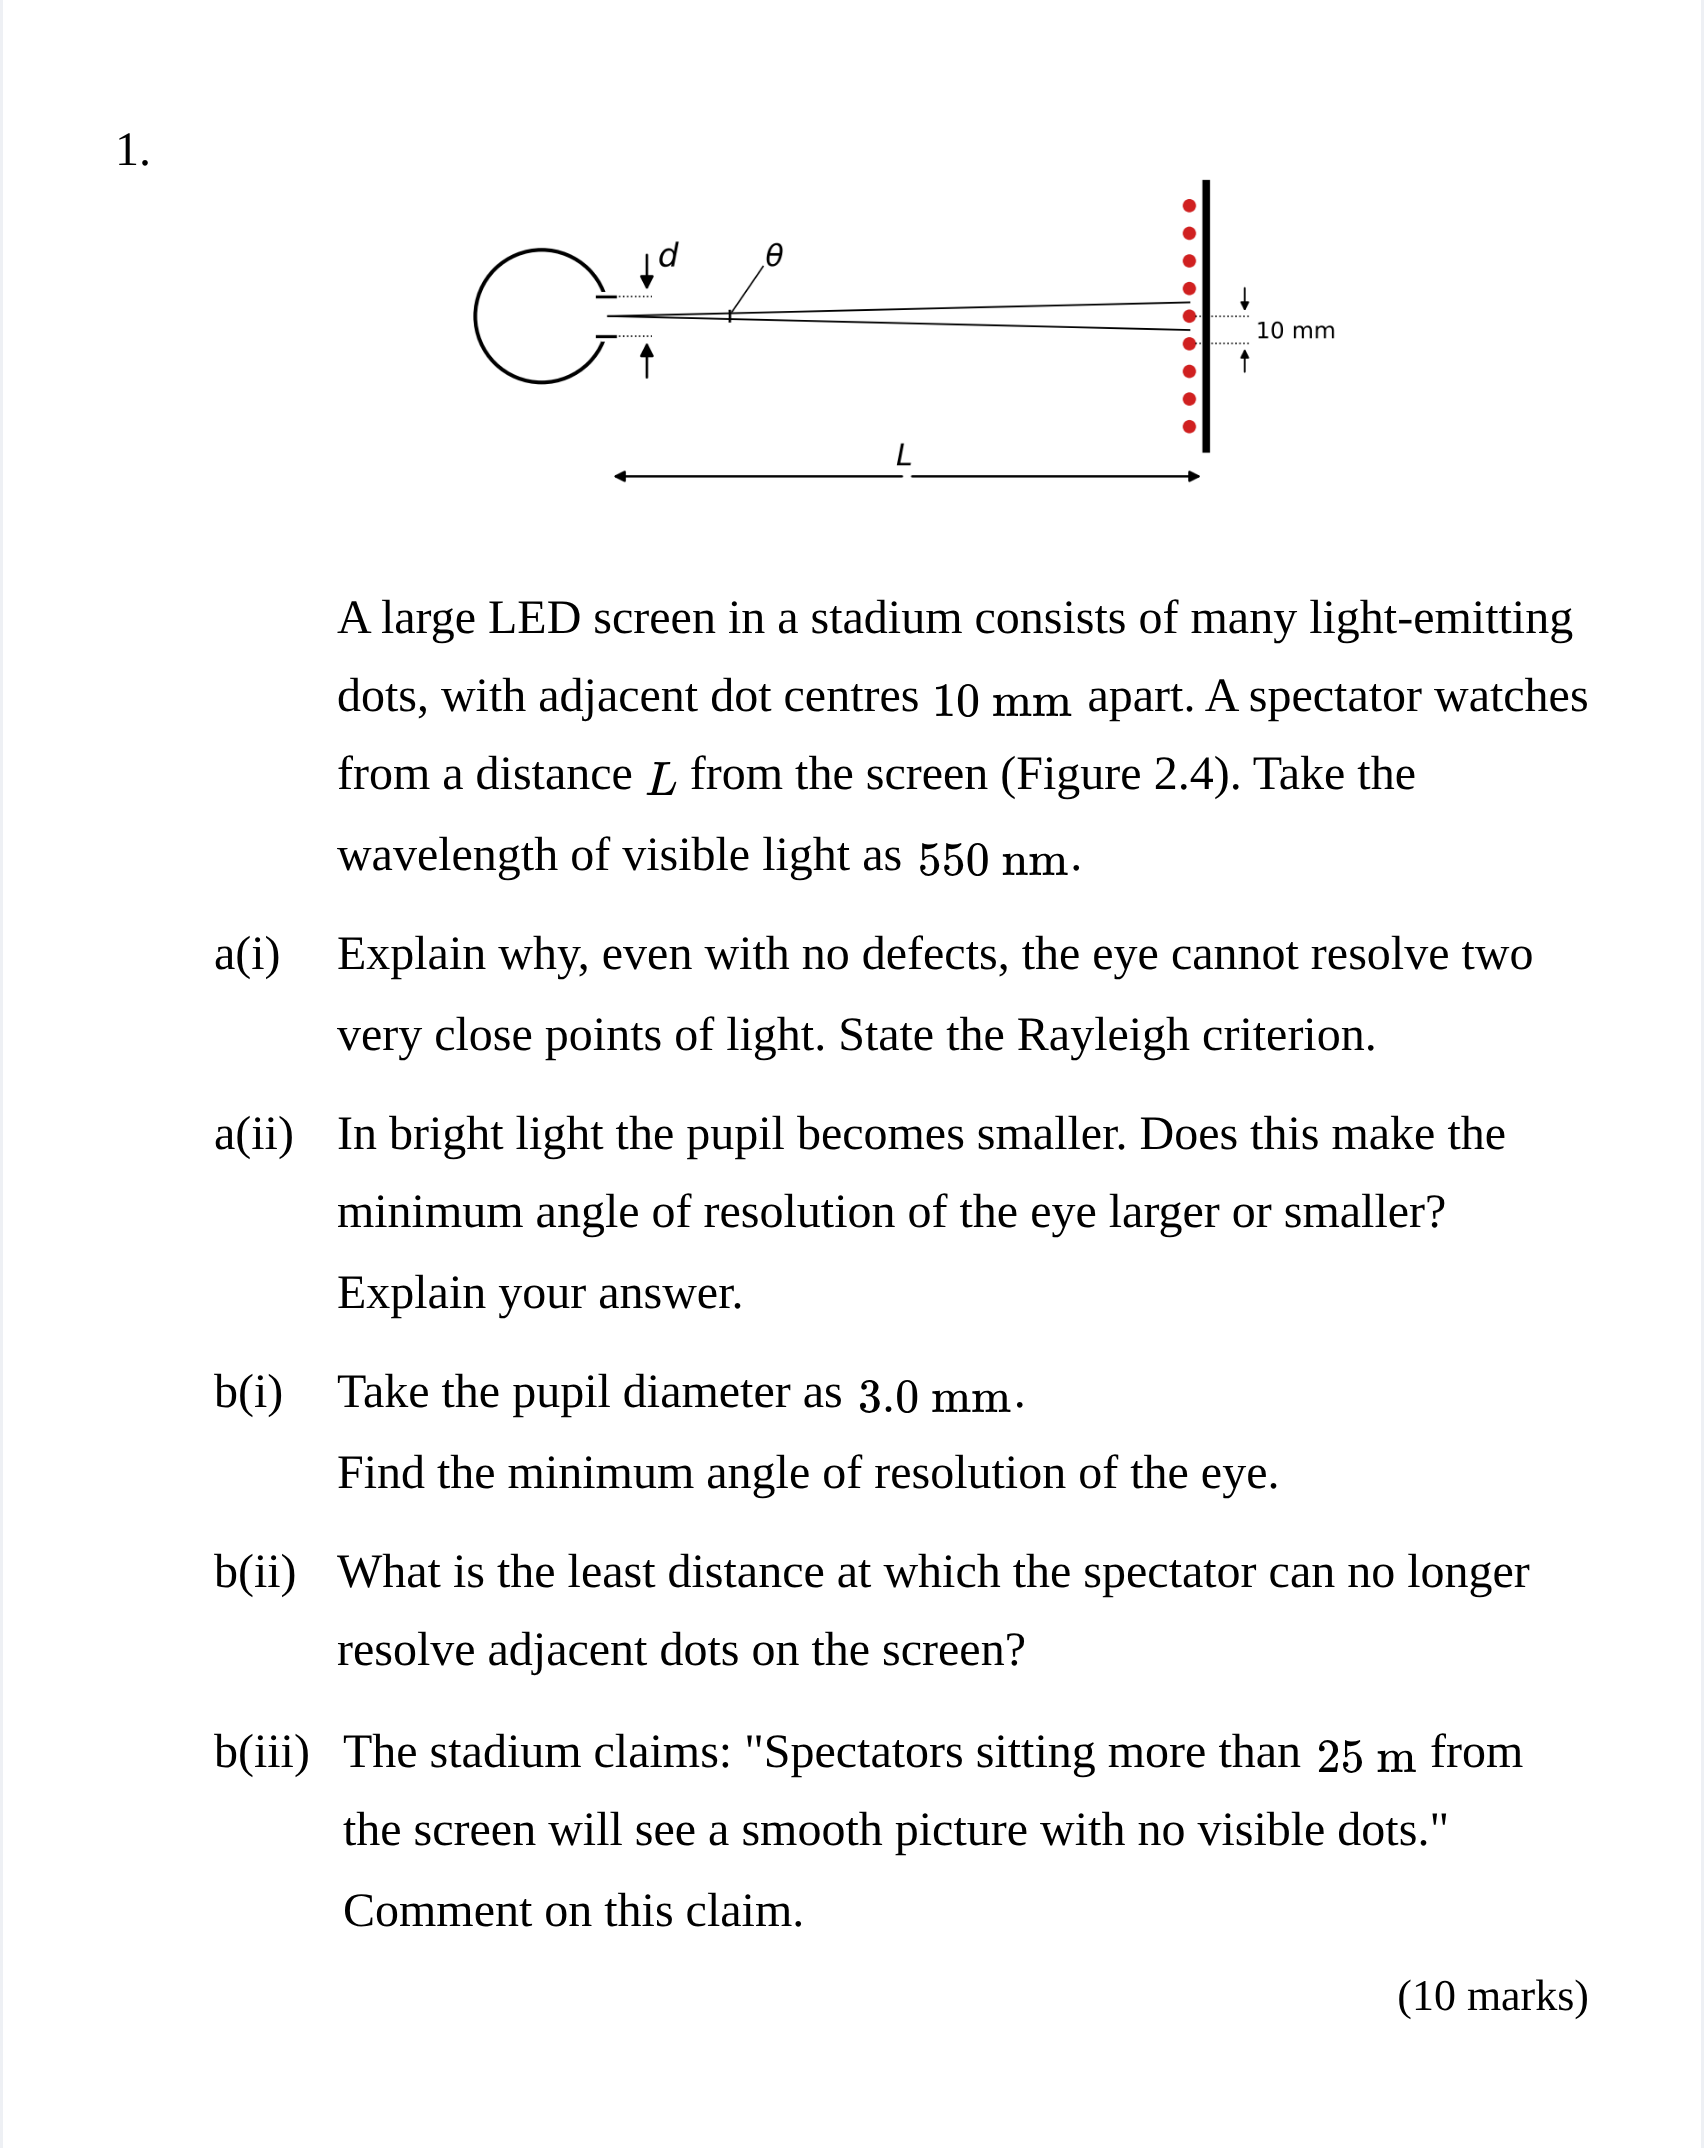 1.
d
θ
10 mm
L
A large LED screen in a stadium consists of many light-emitting
dots, with adjacent dot centres 10 mm apart. A spectator watches
from a distance L from the screen (Figure 2.4). Take the
wavelength of visible light as 550 nm.
a(i) Explain why, even with no defects, the eye cannot resolve two
very close points of light. State the Rayleigh criterion.
a(ii) In bright light the pupil becomes smaller. Does this make the
minimum angle of resolution of the eye larger or smaller?
Explain your answer.
b(i) Take the pupil diameter as 3.0 mm.
Find the minimum angle of resolution of the eye.
b(ii) What is the least distance at which the spectator can no longer
resolve adjacent dots on the screen?
b(iii) The stadium claims: "Spectators sitting more than 25 m from
the screen will see a smooth picture with no visible dots."
Comment on this claim.
(10 marks)